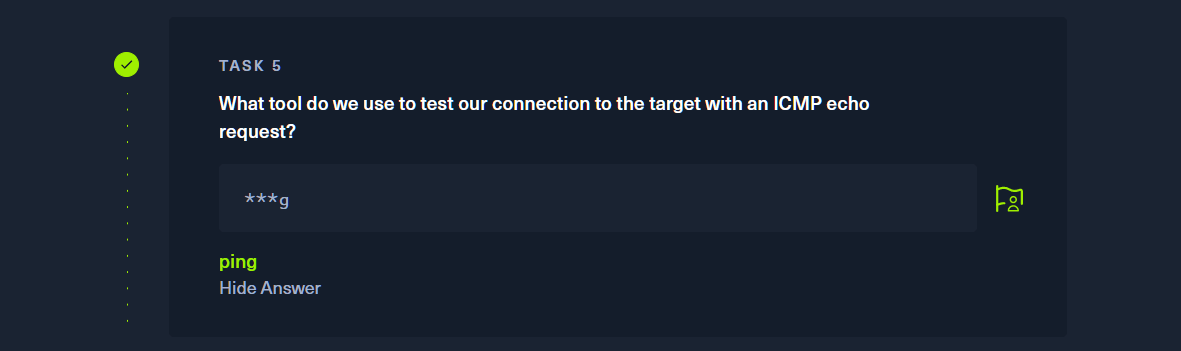 TASK 5
What tool do we use to test our connection to the target with an ICMP echo
request?
***g
ping
Hide Answer